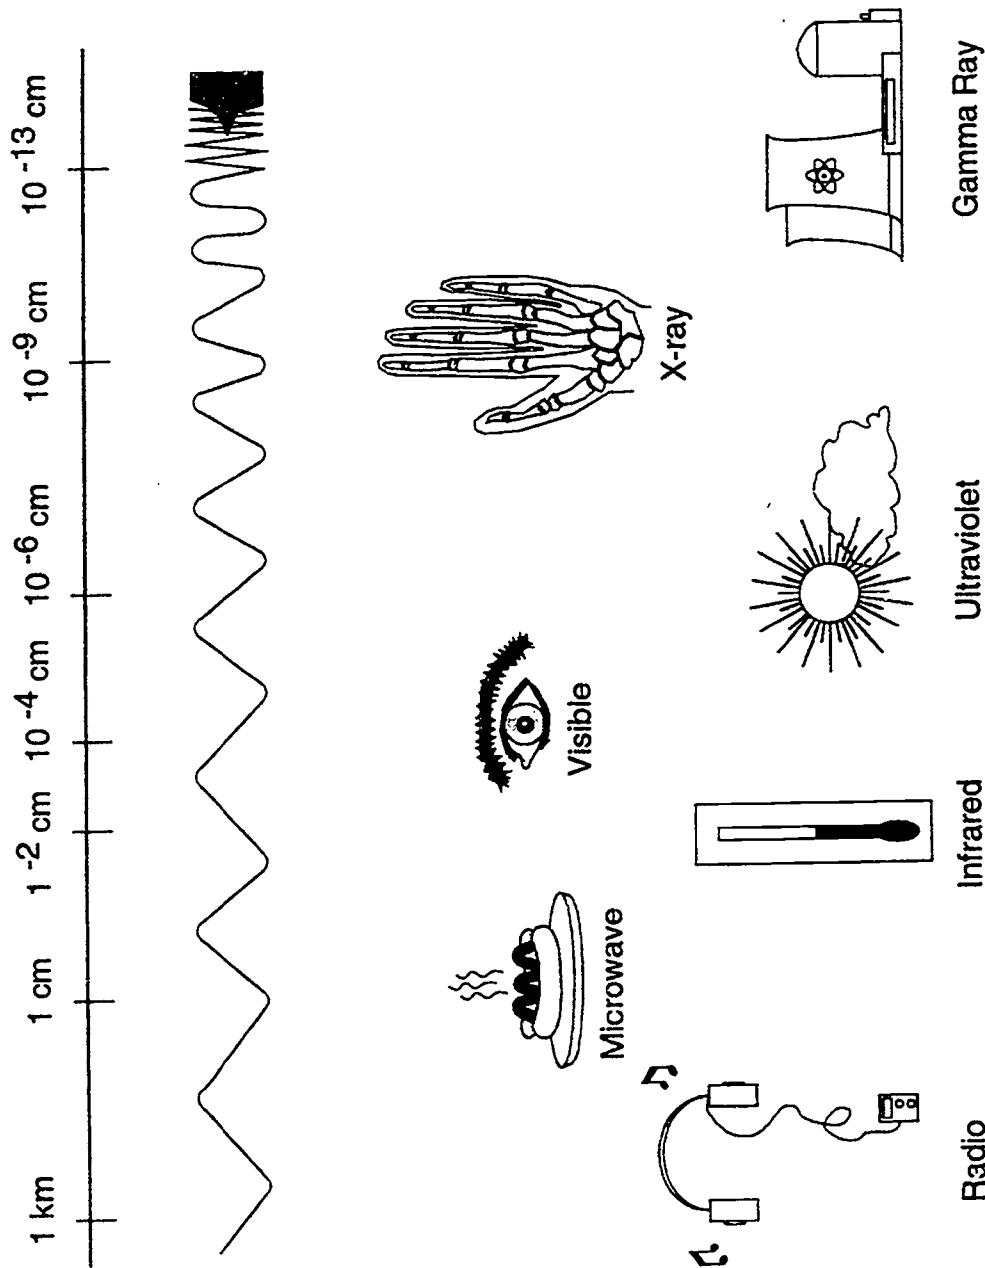 1 km
1 cm
1 -2 cm
10 -4 cm
10 -6 cm
10 -9 cm
10 -13 cm
Microwave
Visible
X-ray
Radio
Infrared
Ultraviolet
Gamma Ray